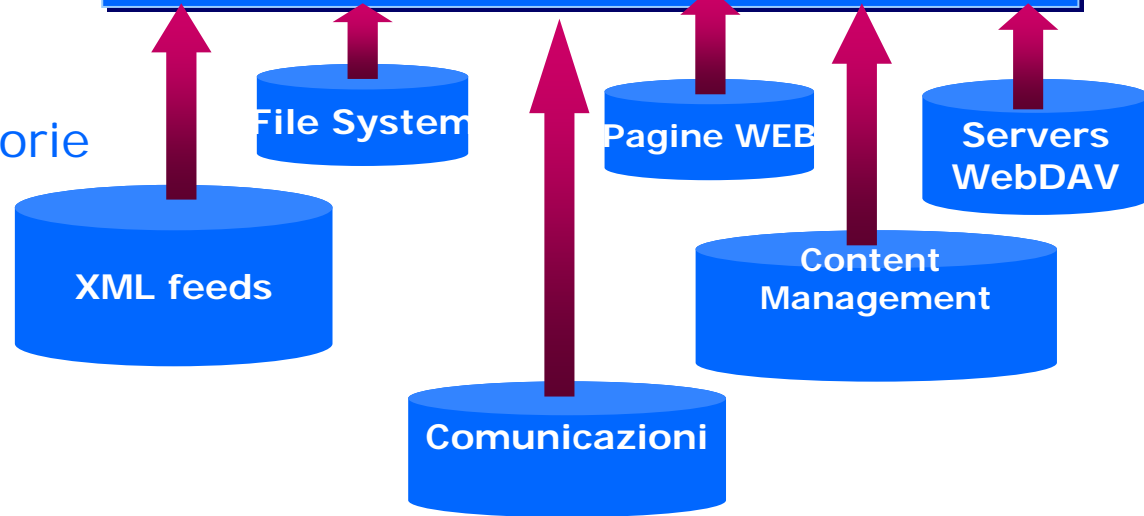 File System
Pagine WEB
Servers
WebDAV
orie
XML feeds
Content
Management
Comunicazioni